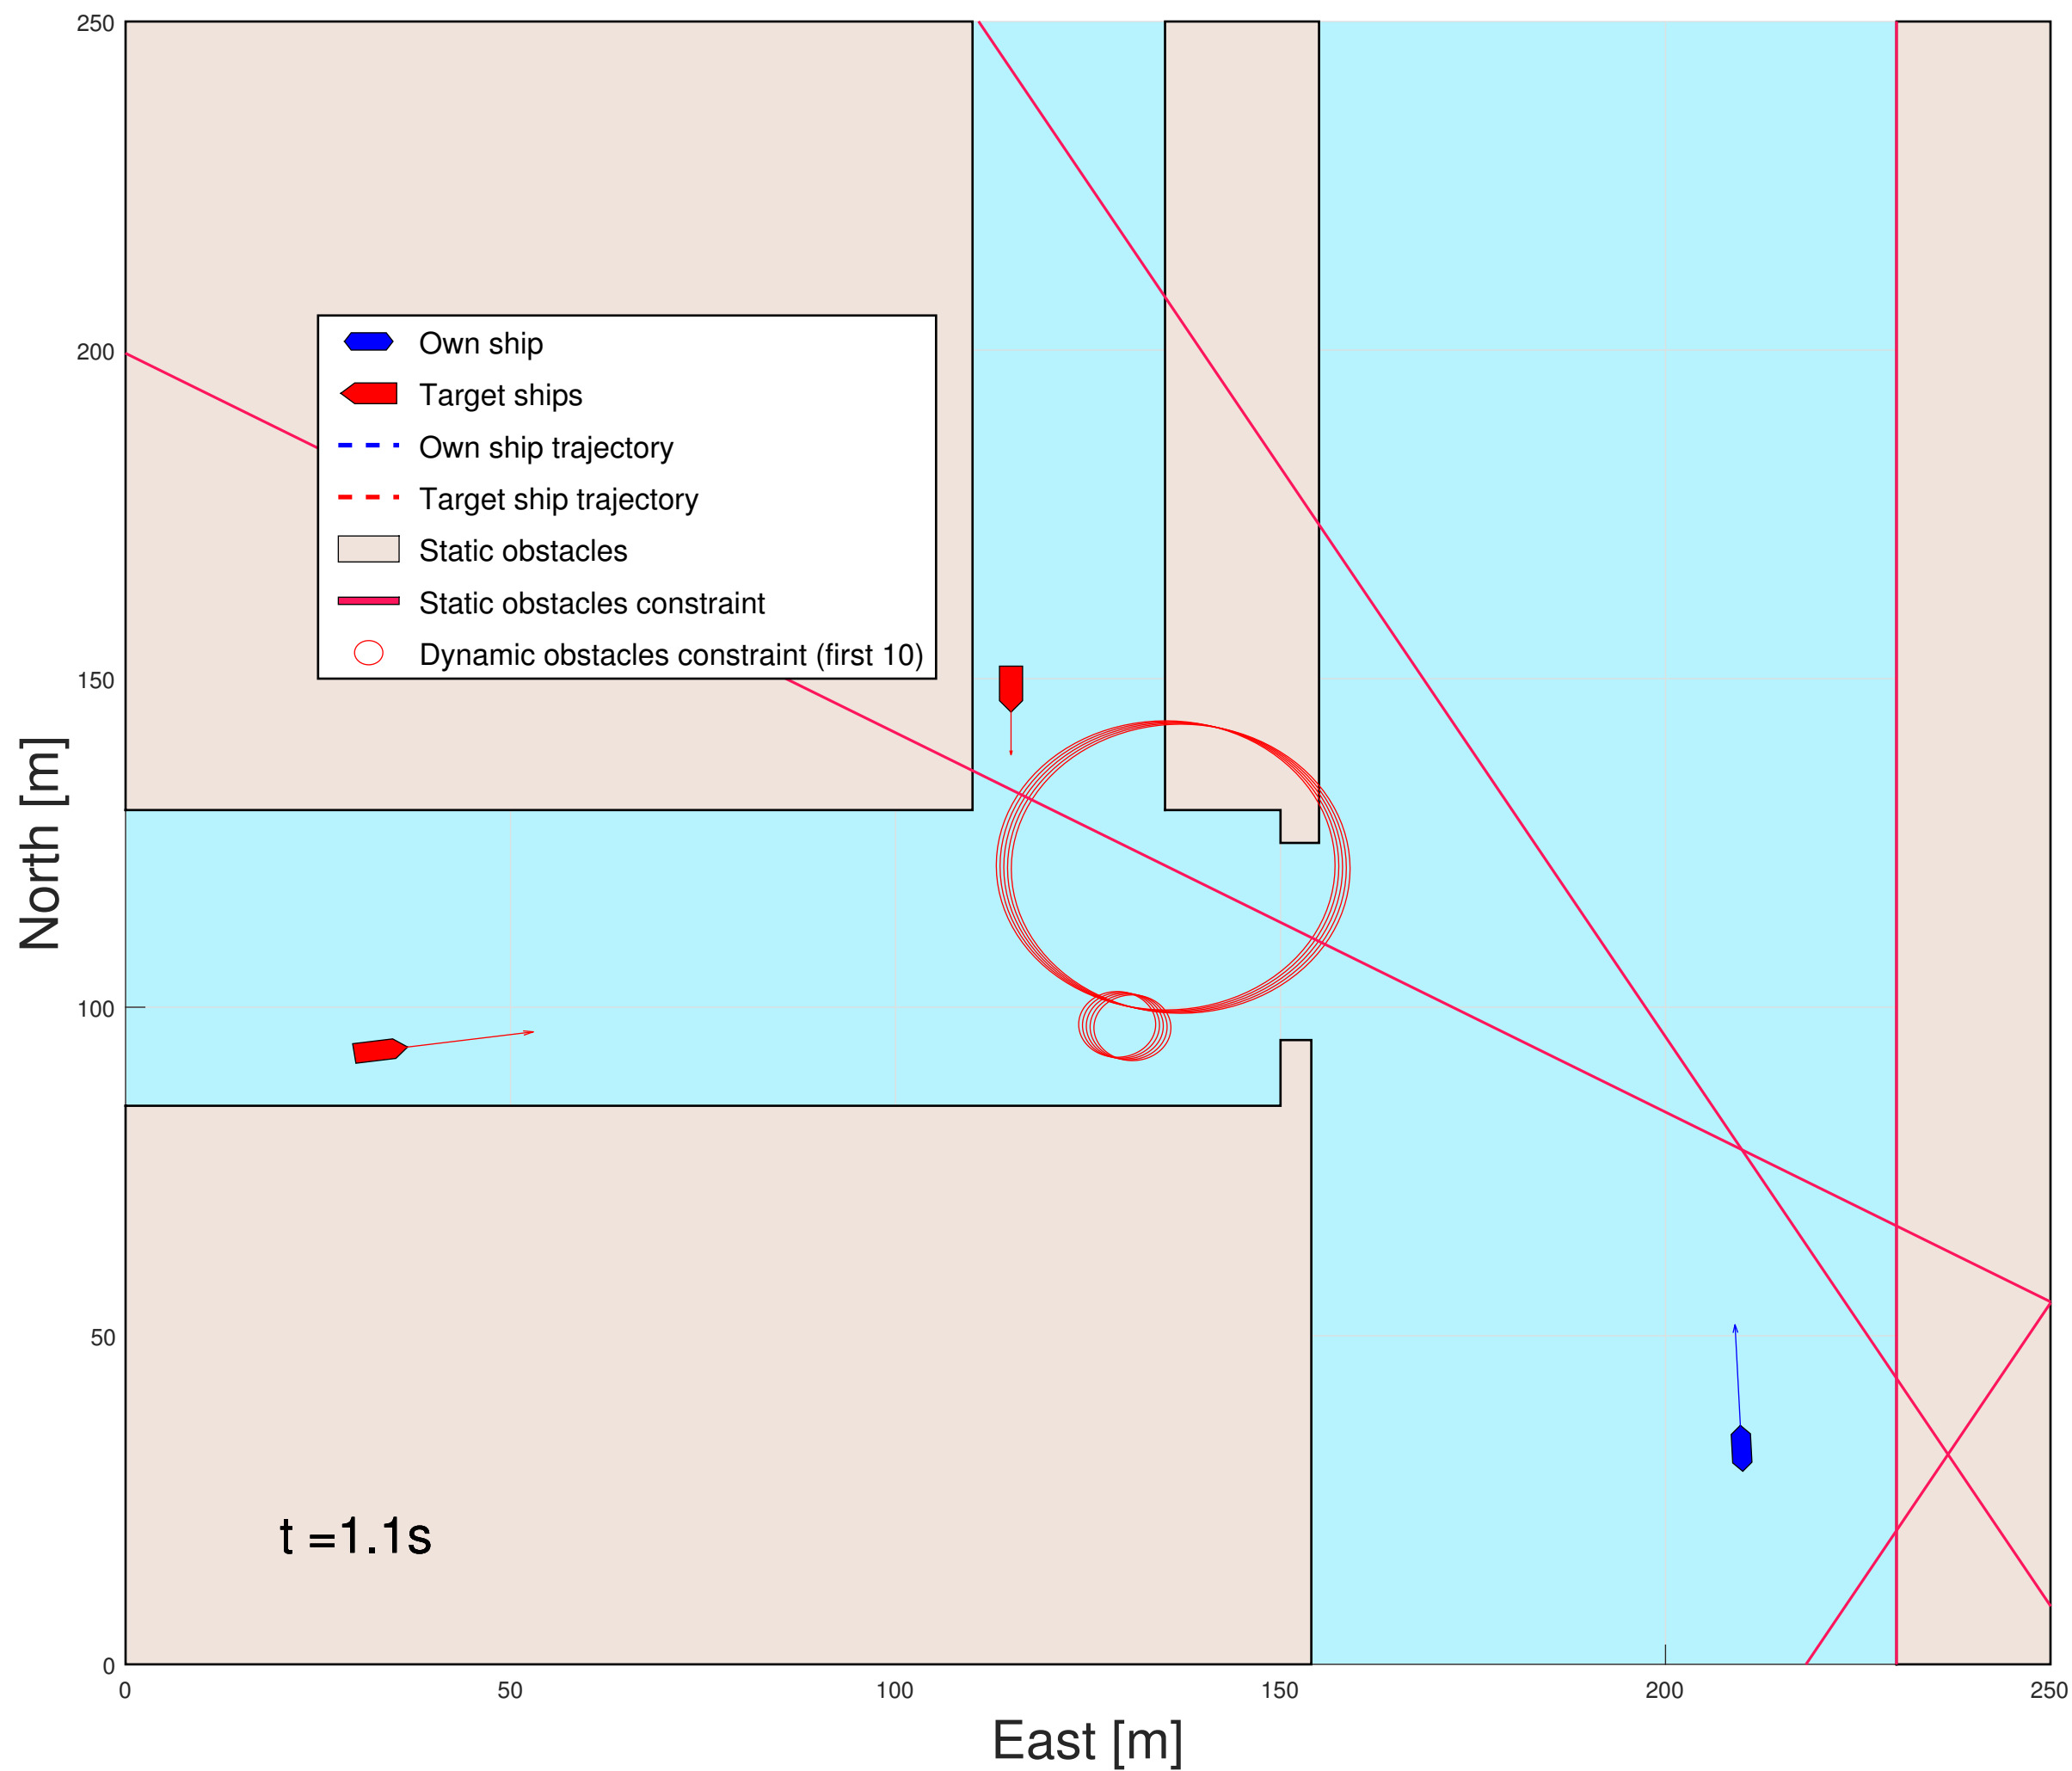 250
200
150
100
50
0
North [m]
Own ship
Target ships
Own ship trajectory
Target ship trajectory
Static obstacles
Static obstacles constraint
Dynamic obstacles constraint (first 10)
t =1.1s
0
50
100
150
200
250
East [m]